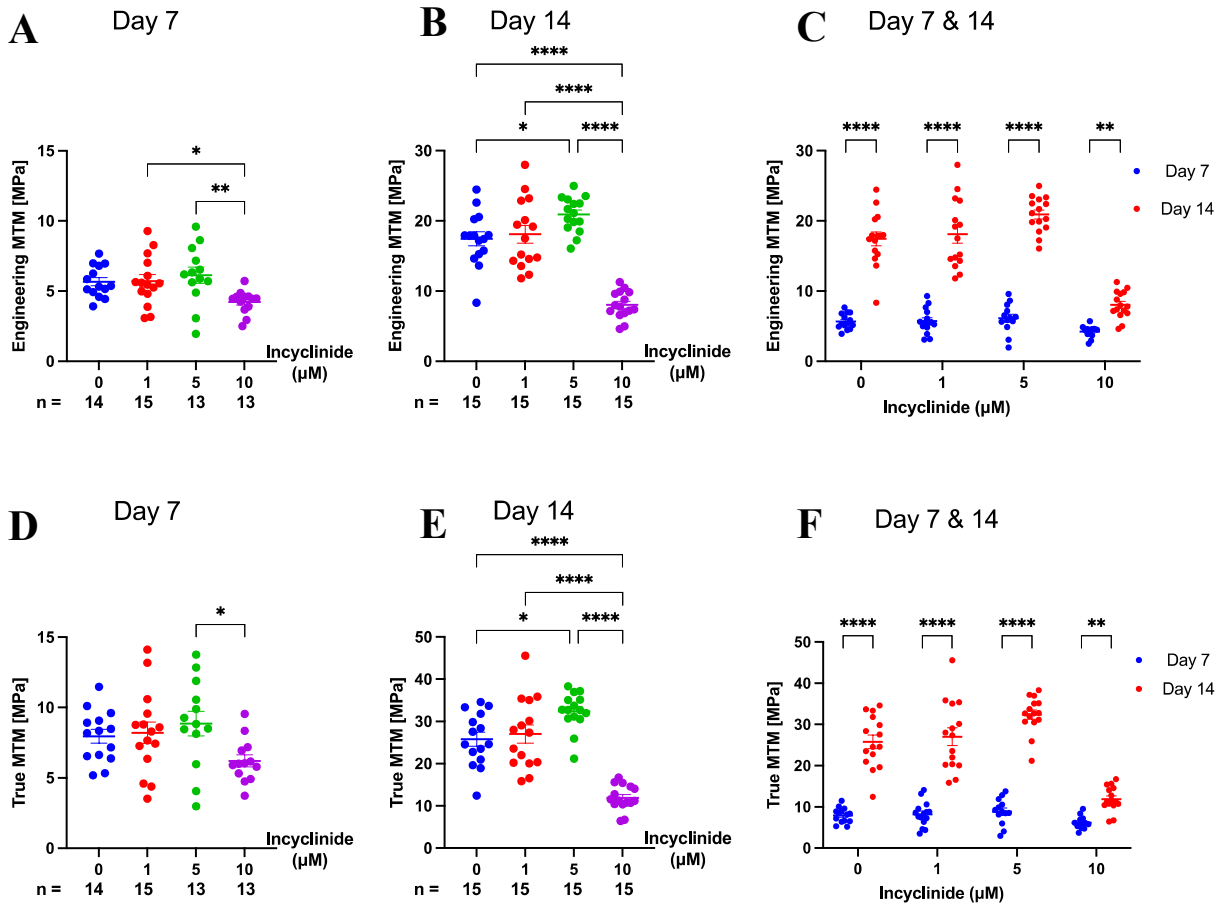 A
Day 7
*
**
15
10
5
0
Engineering MTM [MPa]
0 1 5 10
Incyclinide
(µM)
n = 14 15 13 13
B
Day 14
****
****
* ****
30
20
10
0
Engineering MTM [MPa]
0 1 5 10
Incyclinide
(µM)
n = 15 15 15 15
C
Day 7 & 14
**** **** **** **
30
20
10
0
Engineering MTM [MPa]
0 1 5 10
Incyclinide (µM)
Day 7
Day 14
D
Day 7
*
15
10
5
0
True MTM [MPa]
0 1 5 10
Incyclinide
(µM)
n = 14 15 13 13
E
Day 14
****
****
* ****
50
40
30
20
10
0
True MTM [MPa]
0 1 5 10
Incyclinide
(µM)
n = 15 15 15 15
F
Day 7 & 14
**** **** **** **
50
40
30
20
10
0
True MTM [MPa]
0 1 5 10
Incyclinide (µM)
Day 7
Day 14